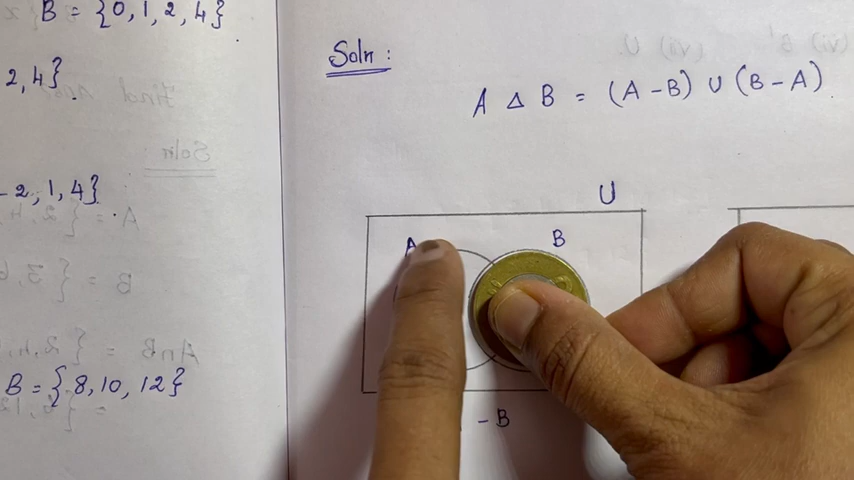 B = {0, 1, 2, 4}
2, 4}
-2, 1, 4}
B = {8, 10, 12}
Soln :
A Δ B = (A - B) ∪ (B - A)
U
A
B
- B